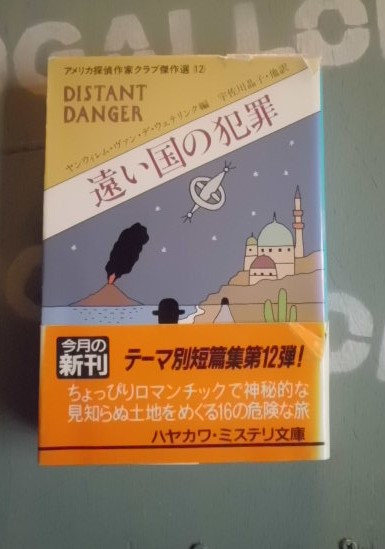 OGALLO
アメリカ探偵作家クラブ傑作選(12)
DISTANT
DANGER
ヤンウィレム・ヴァン・デ・ウェテリンク編
宇佐川晶子・他訳
遠い国の犯罪
今月の
新刊
テーマ別短篇集第12弾!
ちょっぴりロマンチックで神秘的な
見知らぬ土地をめぐる16の危険な旅
ハヤカワ・ミステリ文庫